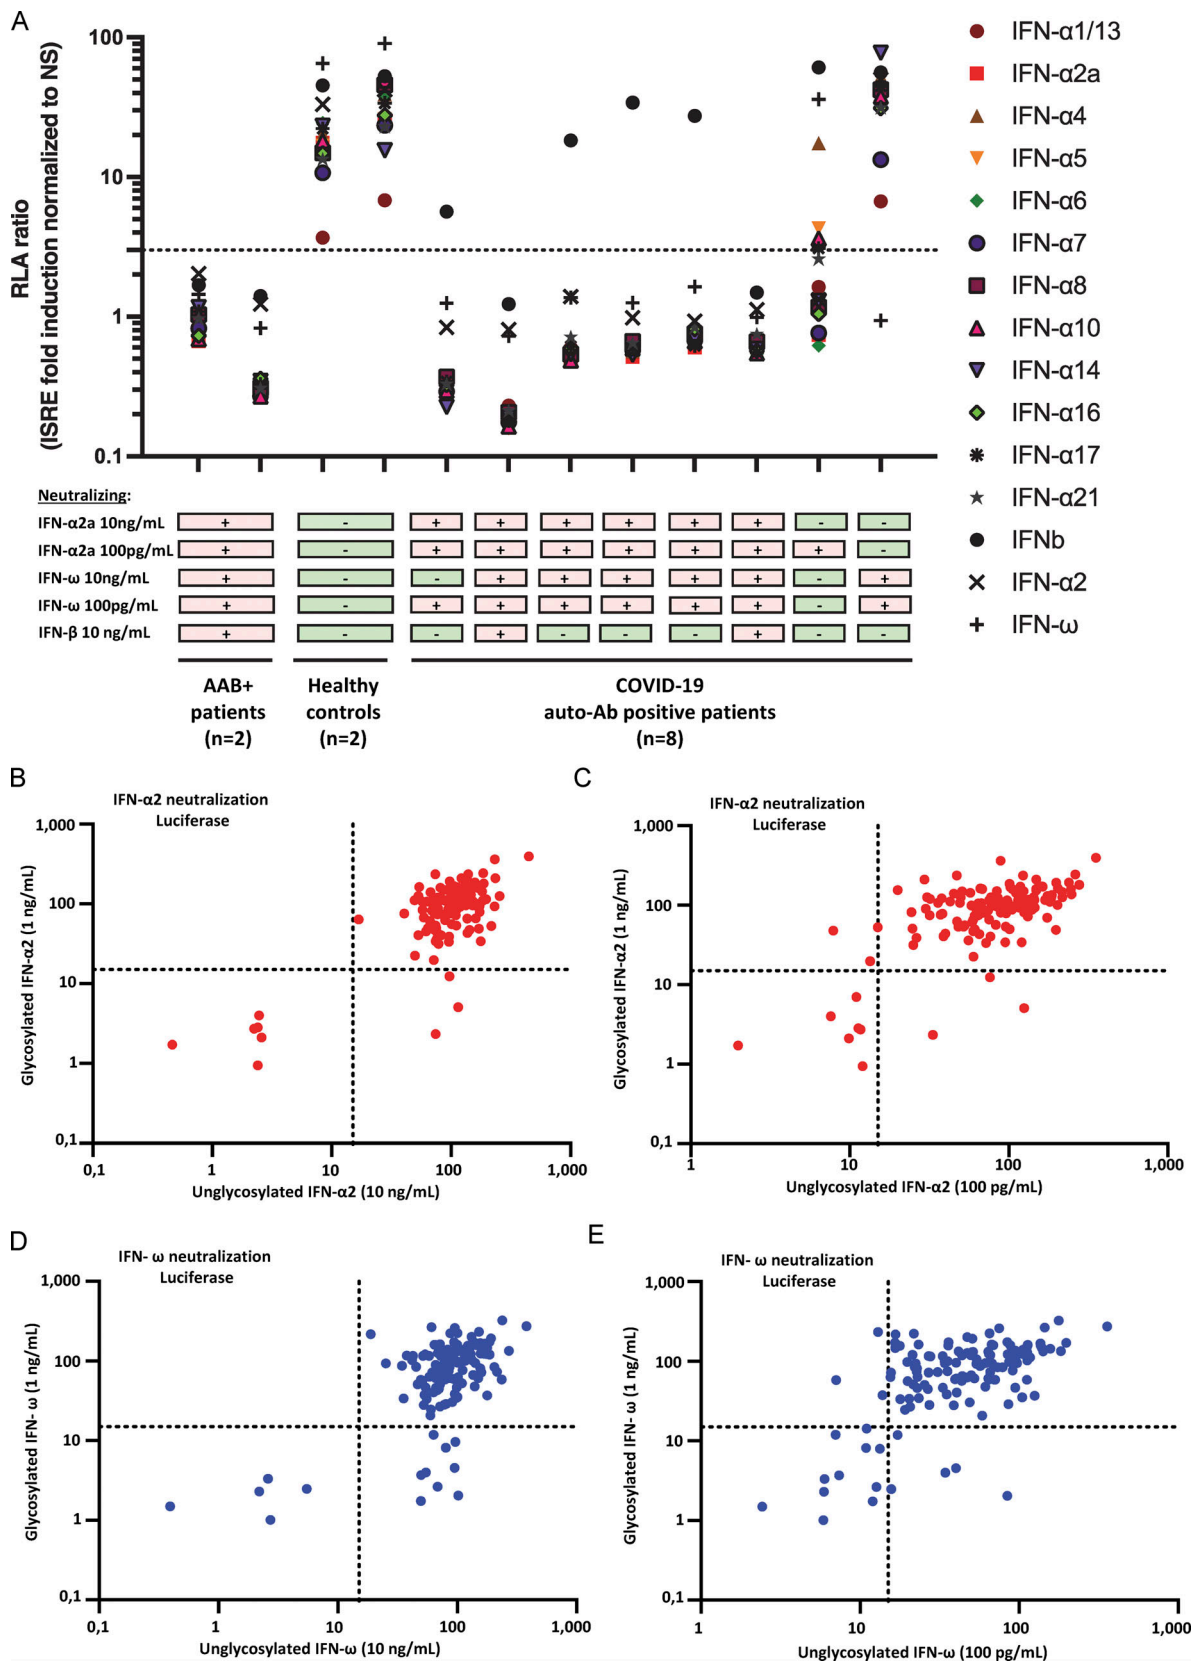 A
RLA ratio
(ISRE fold induction normalized to NS)
100
10
1
0.1
IFN-α1/13
IFN-α2a
IFN-α4
IFN-α5
IFN-α6
IFN-α7
IFN-α8
IFN-α10
IFN-α14
IFN-α16
IFN-α17
IFN-α21
IFNb
IFN-α2
IFN-ω
Neutralizing:
IFN-α2a 10ng/mL + - + + + + + + - -
IFN-α2a 100pg/mL + - + + + + + + + -
IFN-ω 10ng/mL + - - + + + + + - +
IFN-ω 100pg/mL + - + + + + + + - +
IFN-β 10 ng/mL + - - + - - - + - -
AAB+
patients
(n=2)
Healthy
controls
(n=2)
COVID-19
auto-Ab positive patients
(n=8)
B
IFN-α2 neutralization
Luciferase
Glycosylated IFN-α2 (1 ng/mL)
1,000
100
10
1
0,1
0,1 1 10 100 1,000
Unglycosylated IFN-α2 (10 ng/mL)
C
IFN-α2 neutralization
Luciferase
Glycosylated IFN-α2 (1 ng/mL)
1,000
100
10
1
0,1
1 10 100 1,000
Unglycosylated IFN-α2 (100 pg/mL)
D
IFN- ω neutralization
Luciferase
Glycosylated IFN- ω (1 ng/mL)
1,000
100
10
1
0,1
0,1 1 10 100 1,000
Unglycosylated IFN-ω (10 ng/mL)
E
IFN- ω neutralization
Luciferase
Glycosylated IFN- ω (1 ng/mL)
1,000
100
10
1
0,1
1 10 100 1,000
Unglycosylated IFN-ω (100 pg/mL)